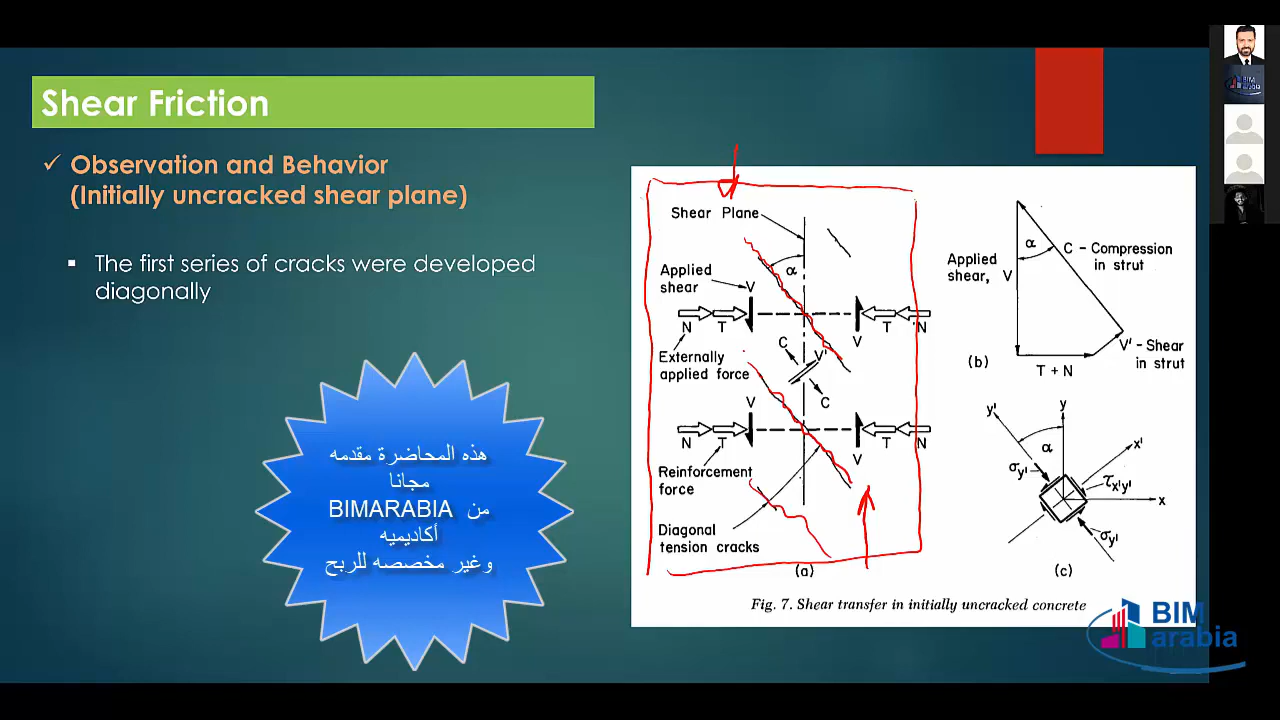 Shear Friction
✓ Observation and Behavior
(Initially uncracked shear plane)
▪ The first series of cracks were developed
diagonally
هذه المحاضرة مقدمه
مجانا
من BIMARABIA
أكاديميه
وغير مخصصه للربح
Shear Plane
α
Applied
shear
V
N T
V
T N
Externally
applied force
C
V'
C
V
N T
T N
V
Reinforcement
force
Diagonal
tension cracks
(a)
α
C - Compression
in strut
Applied
shear, V
V' - Shear
in strut
T + N
(b)
y'
y
x'
α
σy'
τx'y'
x
σy'
(c)
Fig. 7. Shear transfer in initially uncracked concrete
BIM
arabia
BIM
arabia